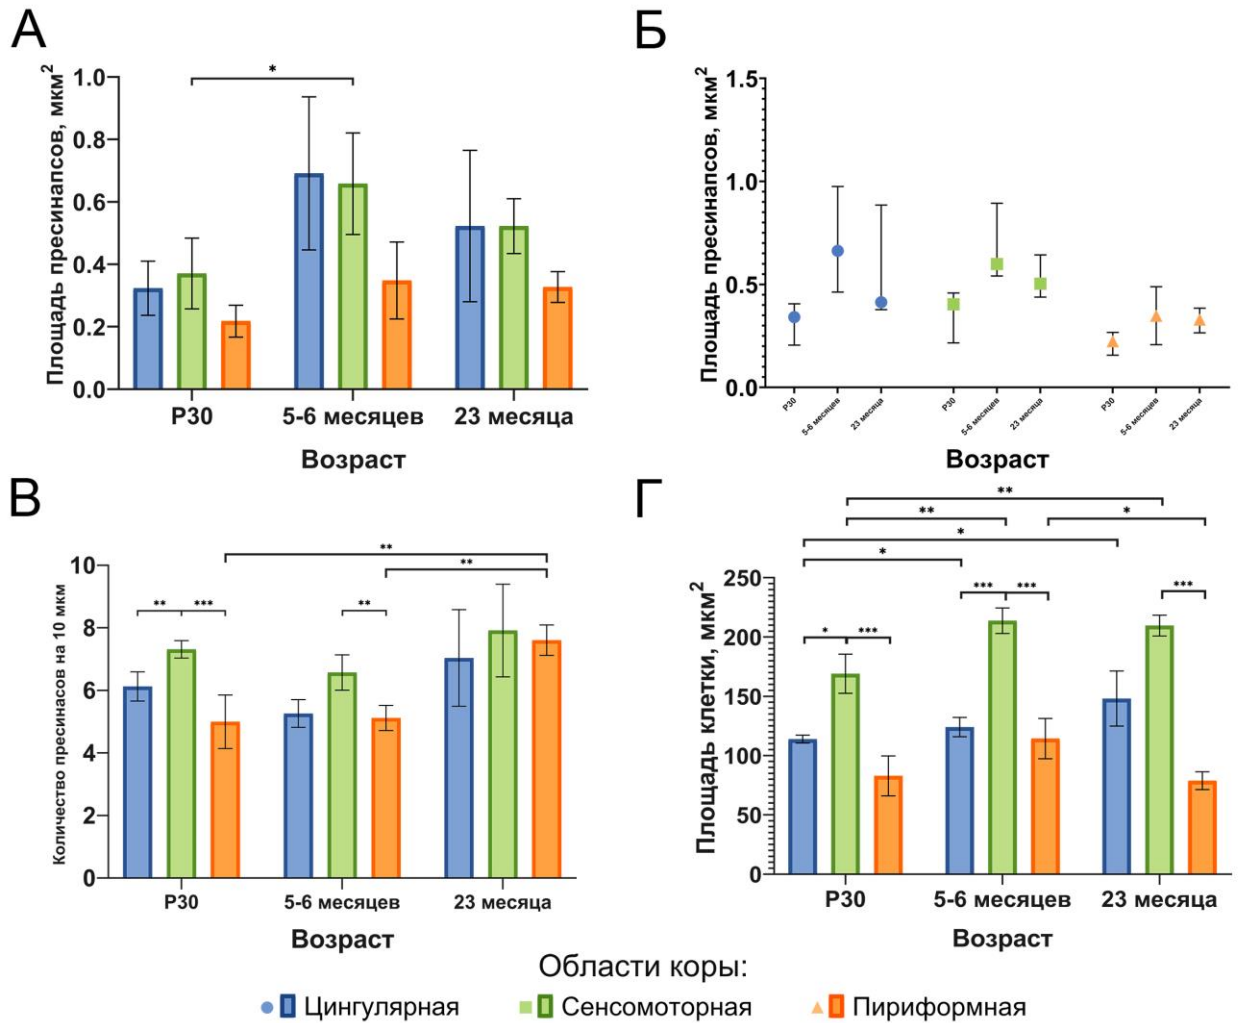 А
Площадь пресинапсов, мкм²
1.0
0.8
0.6
0.4
0.2
0.0
*
P30
5-6 месяцев
23 месяца
Возраст
Б
Площадь пресинапсов, мкм²
1.5
1.0
0.5
0.0
P30
5-6 месяцев
23 месяца
P30
5-6 месяцев
23 месяца
P30
5-6 месяцев
23 месяца
Возраст
В
Количество пресинасов на 10 мкм
10
8
6
4
2
0
**
**
** *** **
P30
5-6 месяцев
23 месяца
Возраст
Г
Площадь клетки, мкм²
250
200
150
100
50
0
**
** *
*
*
*** *** ***
* ***
P30
5-6 месяцев
23 месяца
Возраст
Области коры:
Цингулярная
Сенсомоторная
Пириформная